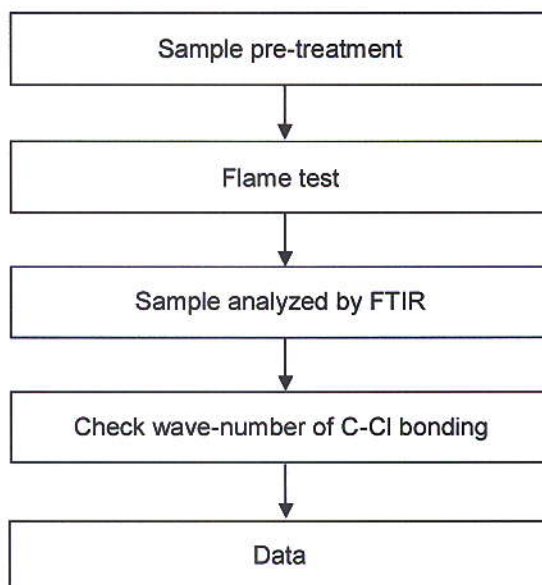 Sample pre-treatment
Flame test
Sample analyzed by FTIR
Check wave-number of C-Cl bonding
Data